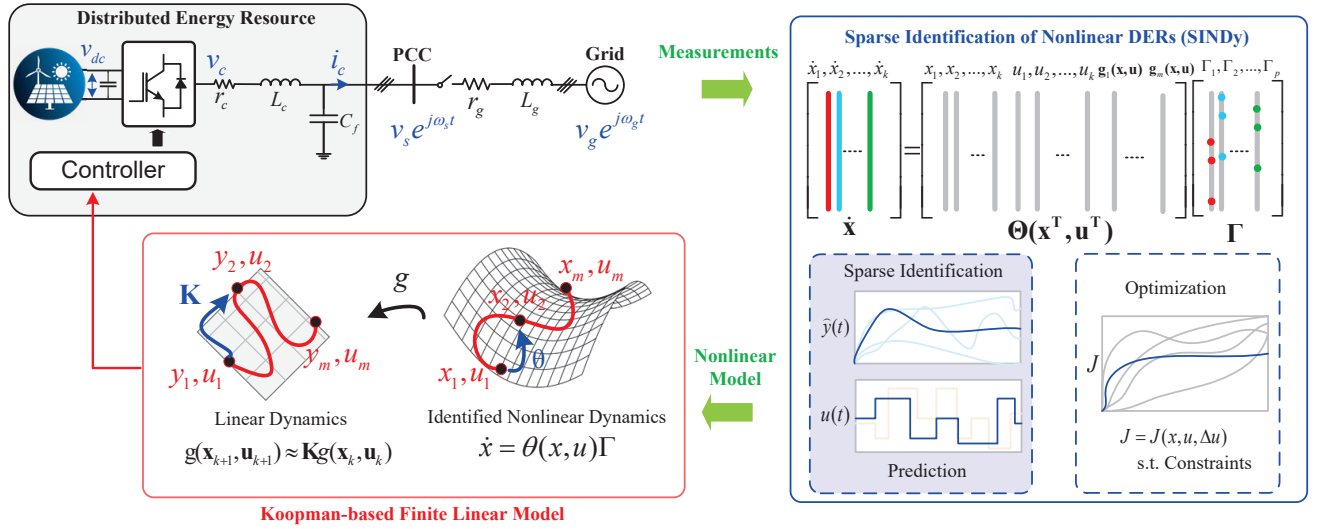 Distributed Energy Resource
v_{dc}
v_c
i_c
r_c
L_c
C_f
Controller
PCC
Grid
r_g
L_g
v_s e^{jω_s t}
v_g e^{jω_g t}
Measurements
Sparse Identification of Nonlinear DERs (SINDy)
ẋ_1, ẋ_2, ..., ẋ_k
x_1, x_2, ..., x_k
u_1, u_2, ..., u_k
g_1(x,u)
g_m(x,u)
Γ_1, Γ_2, ..., Γ_p
=
ẋ
Θ(x^T, u^T)
Γ
Sparse Identification
ŷ(t)
u(t)
Prediction
Optimization
J
J = J(x, u, Δu)
s.t. Constraints
Nonlinear
Model
y_2, u_2
K
y_1, u_1
y_m, u_m
g
x_m, u_m
x_2, u_2
x_1, u_1
θ
Linear Dynamics
g(x_{k+1}, u_{k+1}) ≈ Kg(x_k, u_k)
Identified Nonlinear Dynamics
ẋ = θ(x, u)Γ
Koopman-based Finite Linear Model